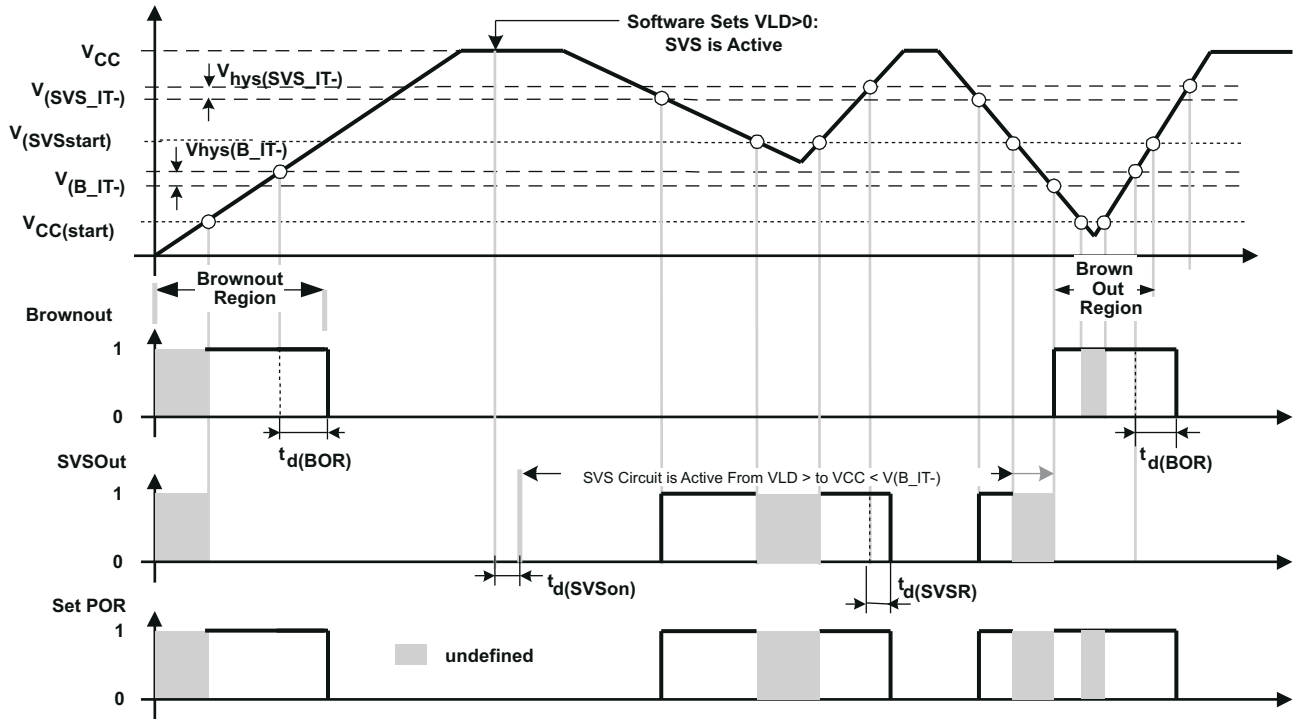 Software Sets VLD>0:
SVS is Active
VCC
Vhys(SVS_IT-)
V(SVS_IT-)
V(SVSstart)
Vhys(B_IT-)
V(B_IT-)
VCC(start)
Brownout
Region
Brown
Out
Region
Brownout
1
0
td(BOR)
td(BOR)
SVSOut
SVS Circuit is Active From VLD > to VCC < V(B_IT-)
1
0
td(SVSon)
td(SVSR)
Set POR
1
undefined
0